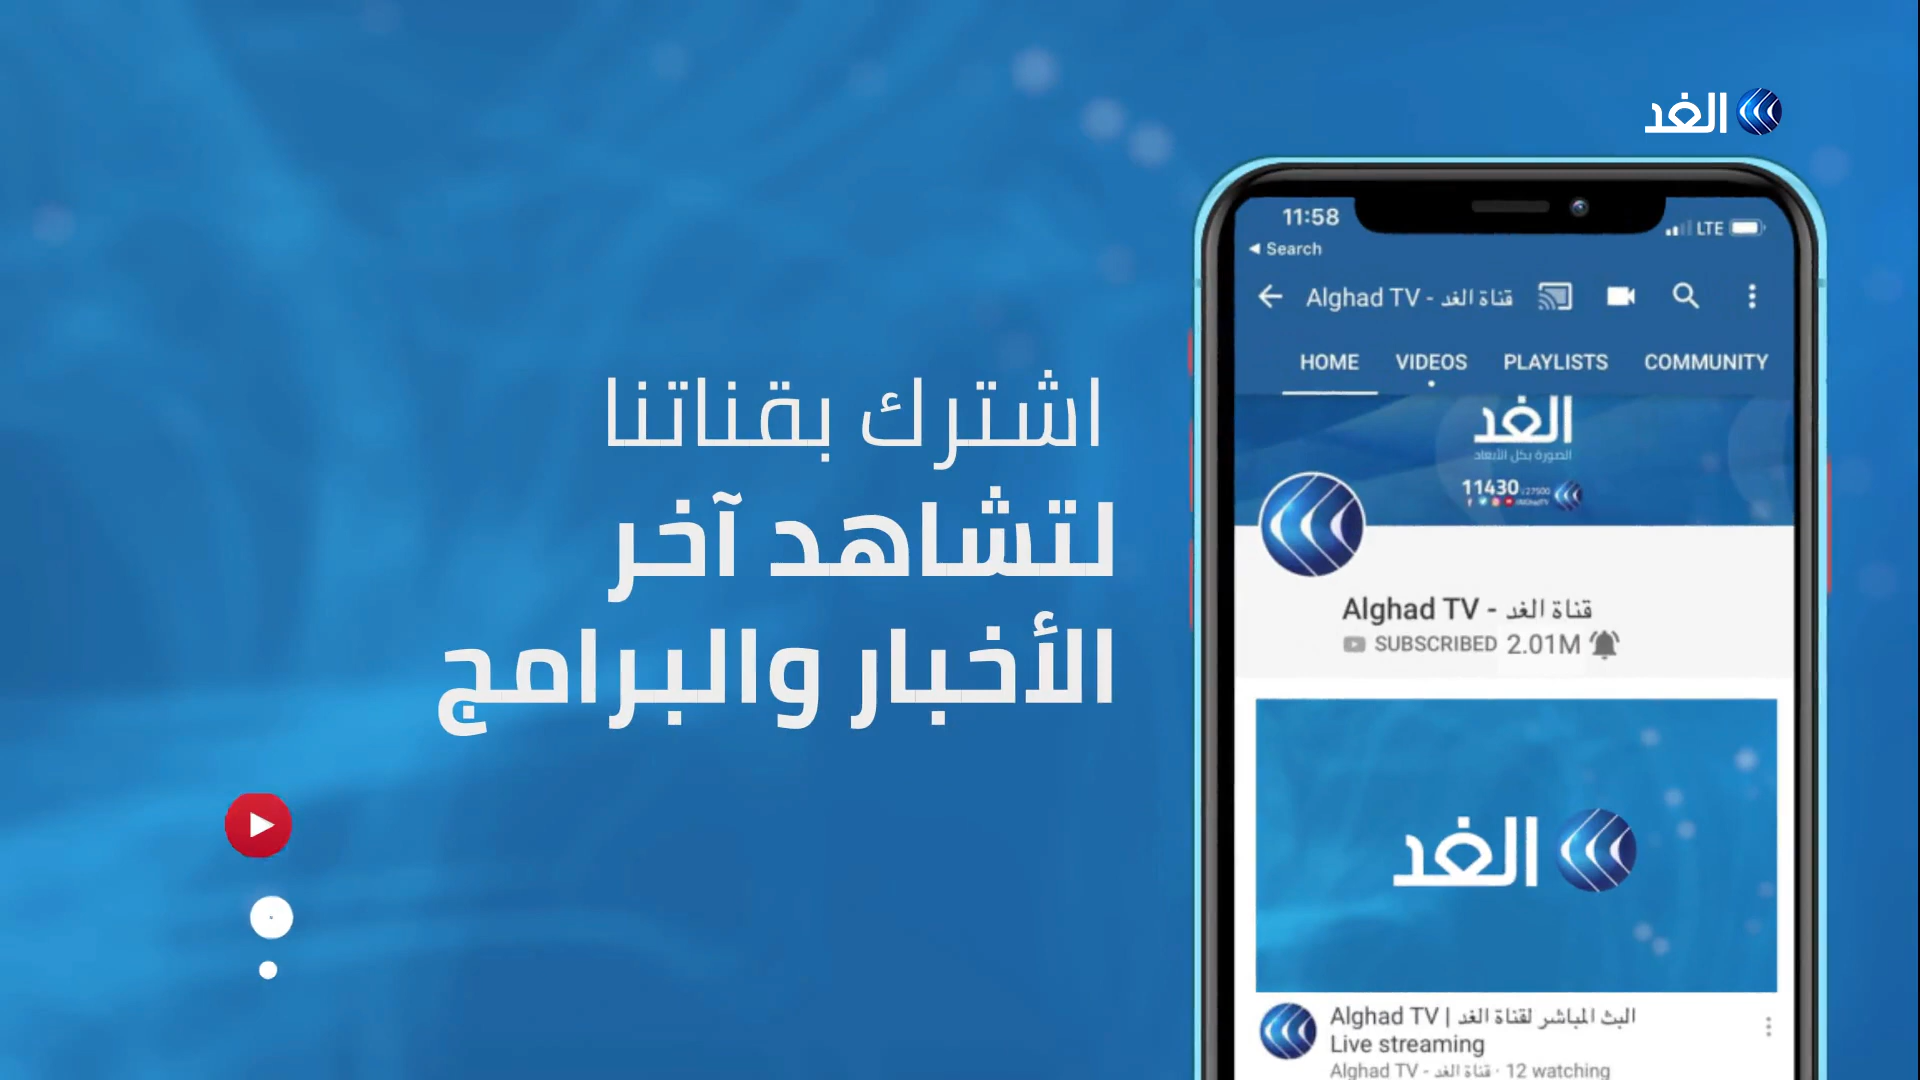 الغد
اشترك بقناتنا
لتشاهد آخر
الأخبار والبرامج
11:58
LTE
Search
Alghad TV - قناة الغد
HOME VIDEOS PLAYLISTS COMMUNITY
الغد
الصورة بكل الأبعاد
11430
27500
Alghad TV - قناة الغد
SUBSCRIBED 2.01M
الغد
Alghad TV | البث المباشر لقناة الغد
Live streaming
Alghad TV - قناة الغد · 12 watching